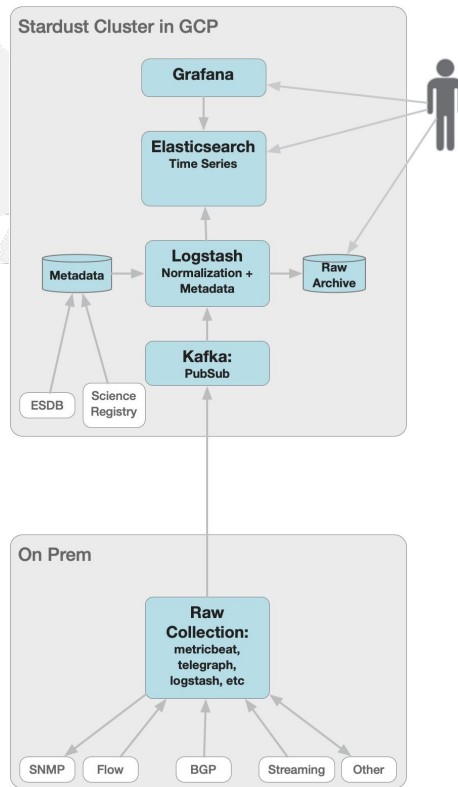 Stardust Cluster in GCP
Grafana
Elasticsearch
Time Series
Logstash
Normalization +
Metadata
Metadata
Raw
Archive
Kafka:
PubSub
ESDB
Science
Registry
On Prem
Raw
Collection:
metricbeat,
telegraph,
logstash, etc
SNMP
Flow
BGP
Streaming
Other